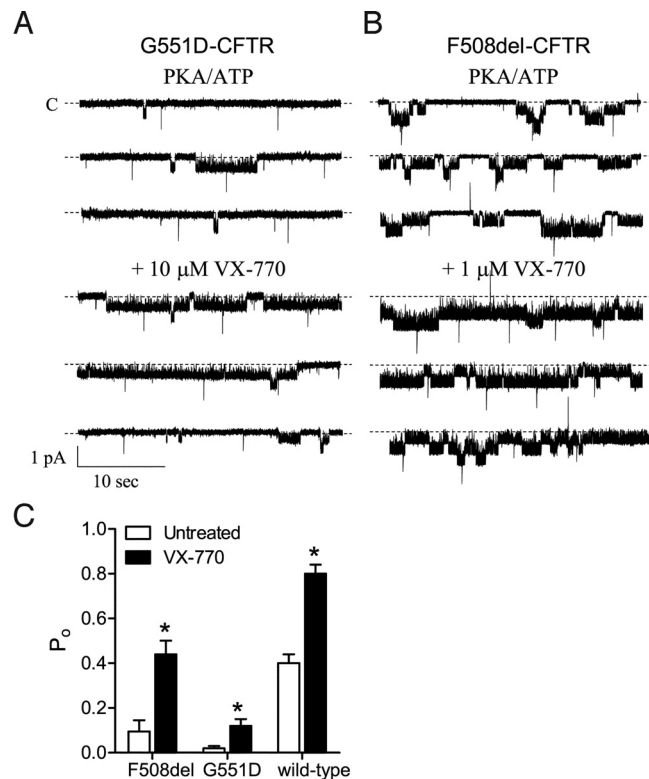 A
G551D-CFTR
PKA/ATP
C
+ 10 μM VX-770
1 pA
10 sec
B
F508del-CFTR
PKA/ATP
+ 1 μM VX-770
C
Untreated
VX-770
1.0
0.8
0.6
0.4
0.2
0.0
Po
*
*
*
F508del G551D wild-type